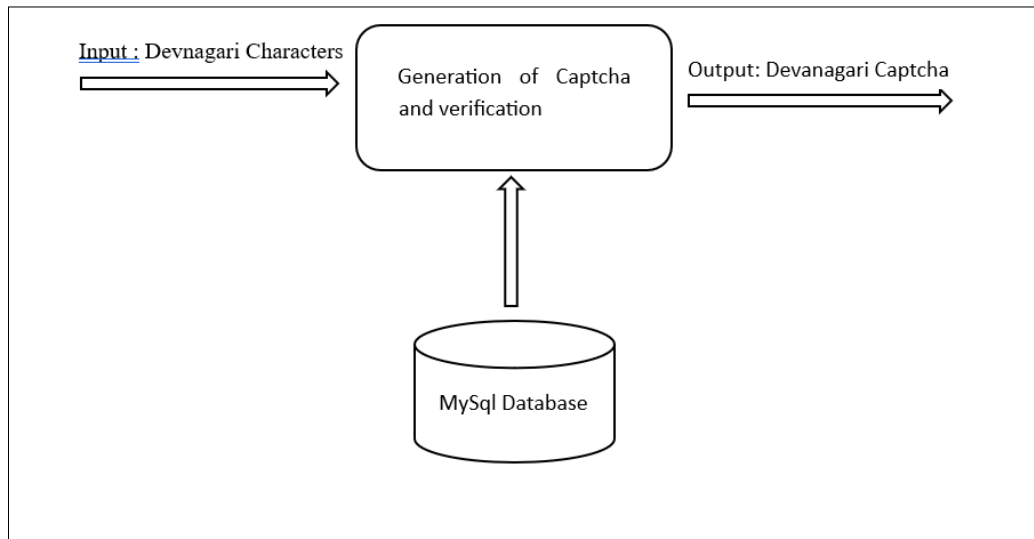 Input : Devnagari Characters
Generation of Captcha
and verification
Output: Devanagari Captcha
MySql Database